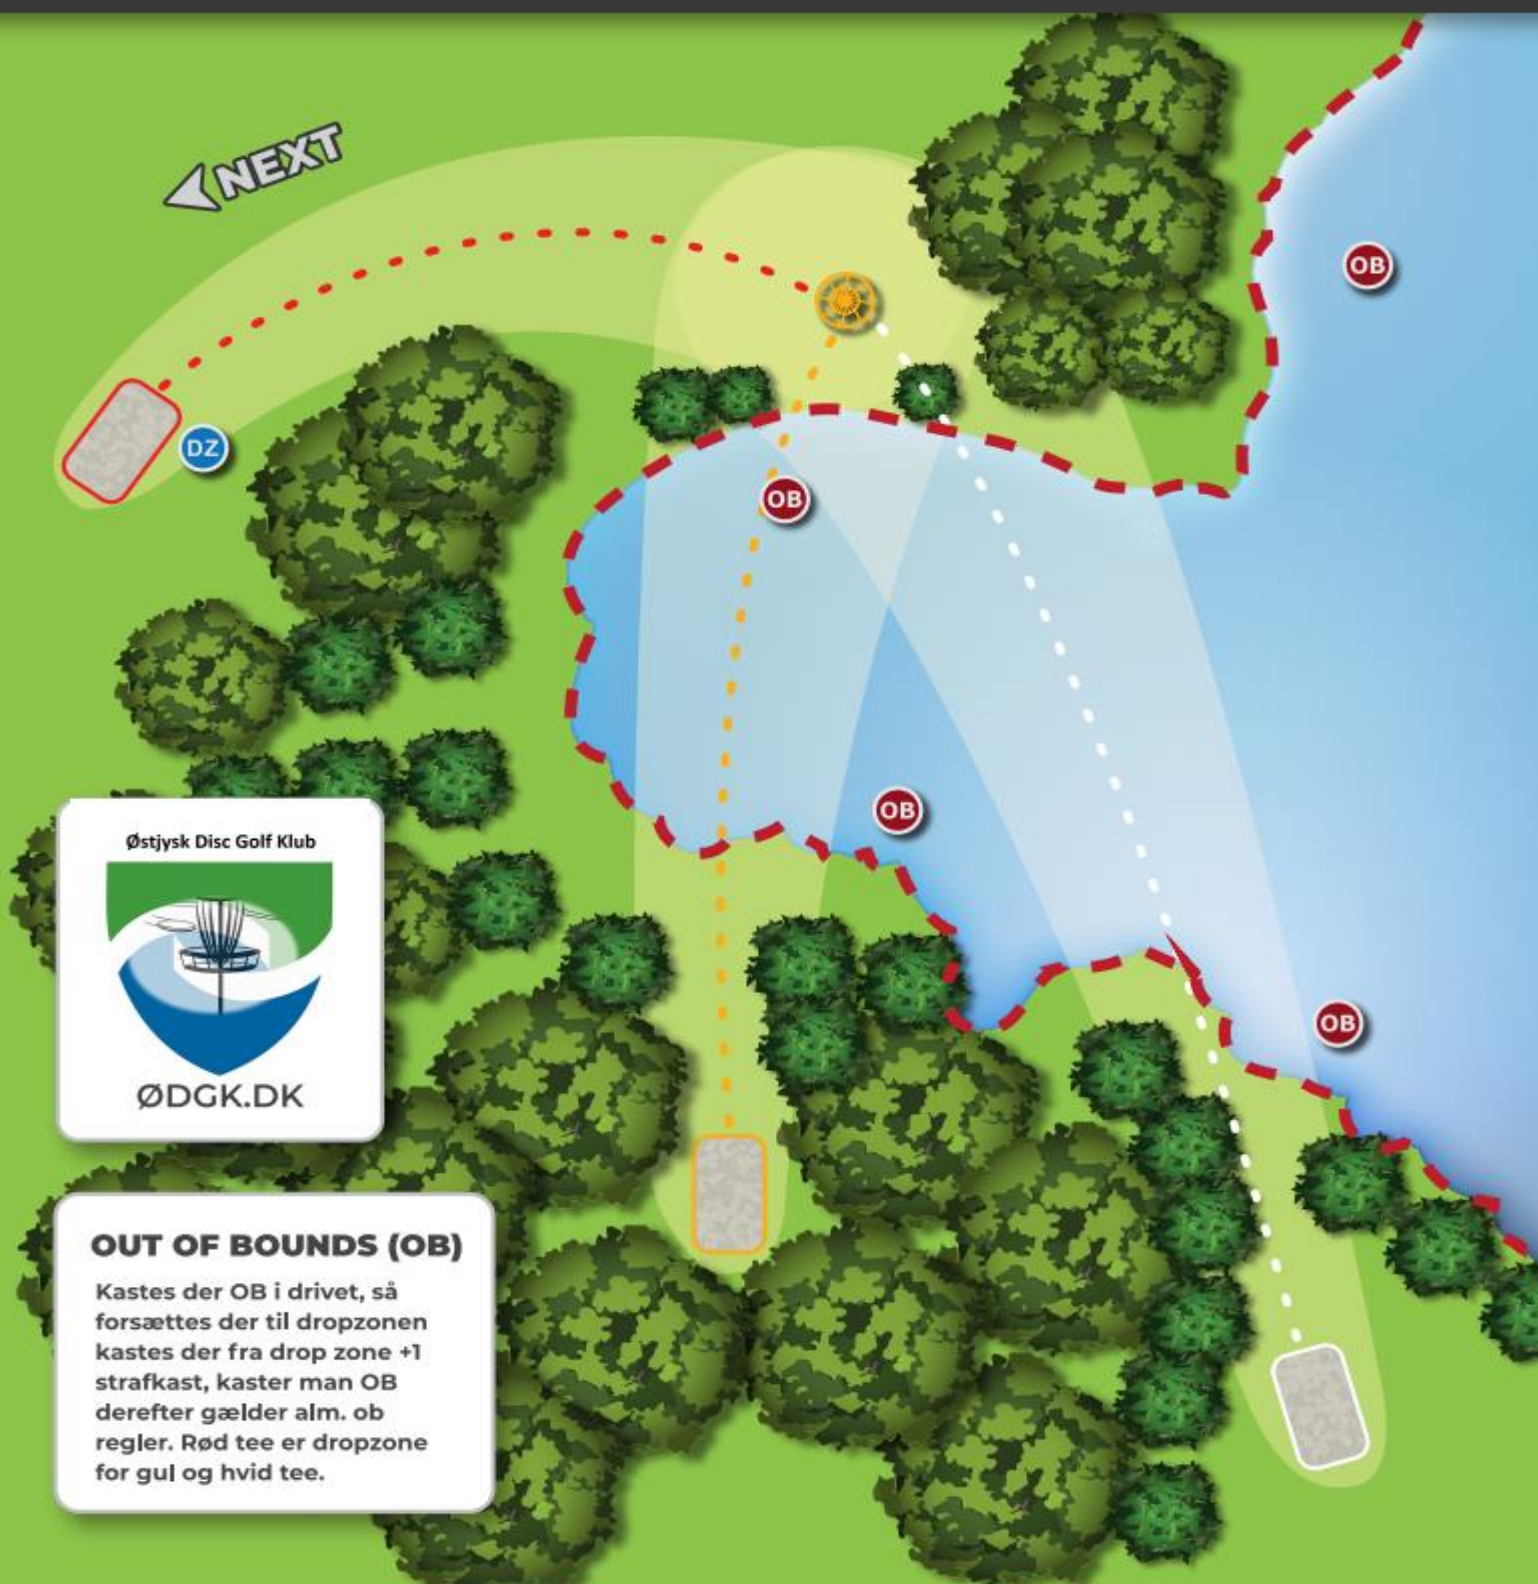 NEXT
OB
DZ
OB
OB
Østjysk Disc Golf Klub
OB
ØDGK.DK
OUT OF BOUNDS (OB)
Kastes der OB i drivet, så
forsættes der til dropzonen
kastes der fra drop zone +1
strafkast, kaster man OB
derefter gælder alm. ob
regler. Rød tee er dropzone
for gul og hvid tee.